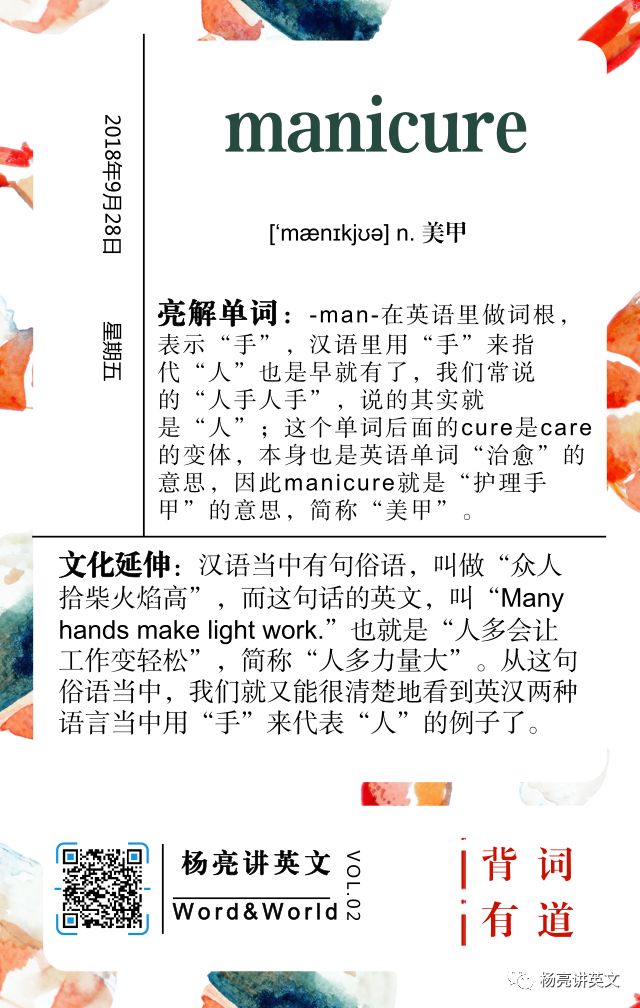 manicure
2018年9月28日
星期五
[‘mænɪkjʊə] n. 美甲
亮解单词：-man-在英语里做词根，
表示“手”，汉语里用“手”来指
代“人”也是早就有了，我们常说
的“人手人手”，说的其实就
是“人”；这个单词后面的cure是care
的变体，本身也是英语单词“治愈”的
意思，因此manicure就是“护理手
甲”的意思，简称“美甲”。
文化延伸：汉语当中有句俗语，叫做“众人
拾柴火焰高”，而这句话的英文，叫“Many
hands make light work.”也就是“人多会让
工作变轻松”，简称“人多力量大”。从这句
俗语当中，我们就又能很清楚地看到英汉两种
语言当中用“手”来代表“人”的例子了。
杨亮讲英文
Word&World
VOL.02
背词
有道
杨亮讲英文